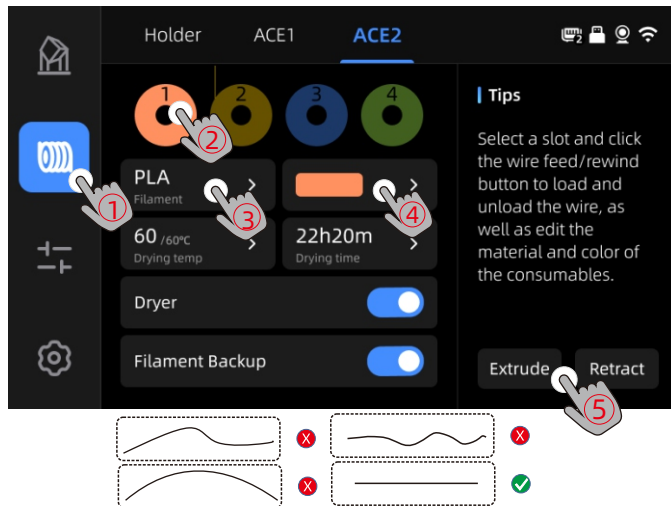 Holder ACE1 ACE2
2
1 2 3 4
②
PLA
Filament
①
③
④
60 /60℃
Drying temp
22h20m
Drying time
Dryer
Filament Backup
Tips
Select a slot and click
the wire feed/rewind
button to load and
unload the wire, as
well as edit the
material and color of
the consumables.
Extrude Retract
⑤
X
X
X